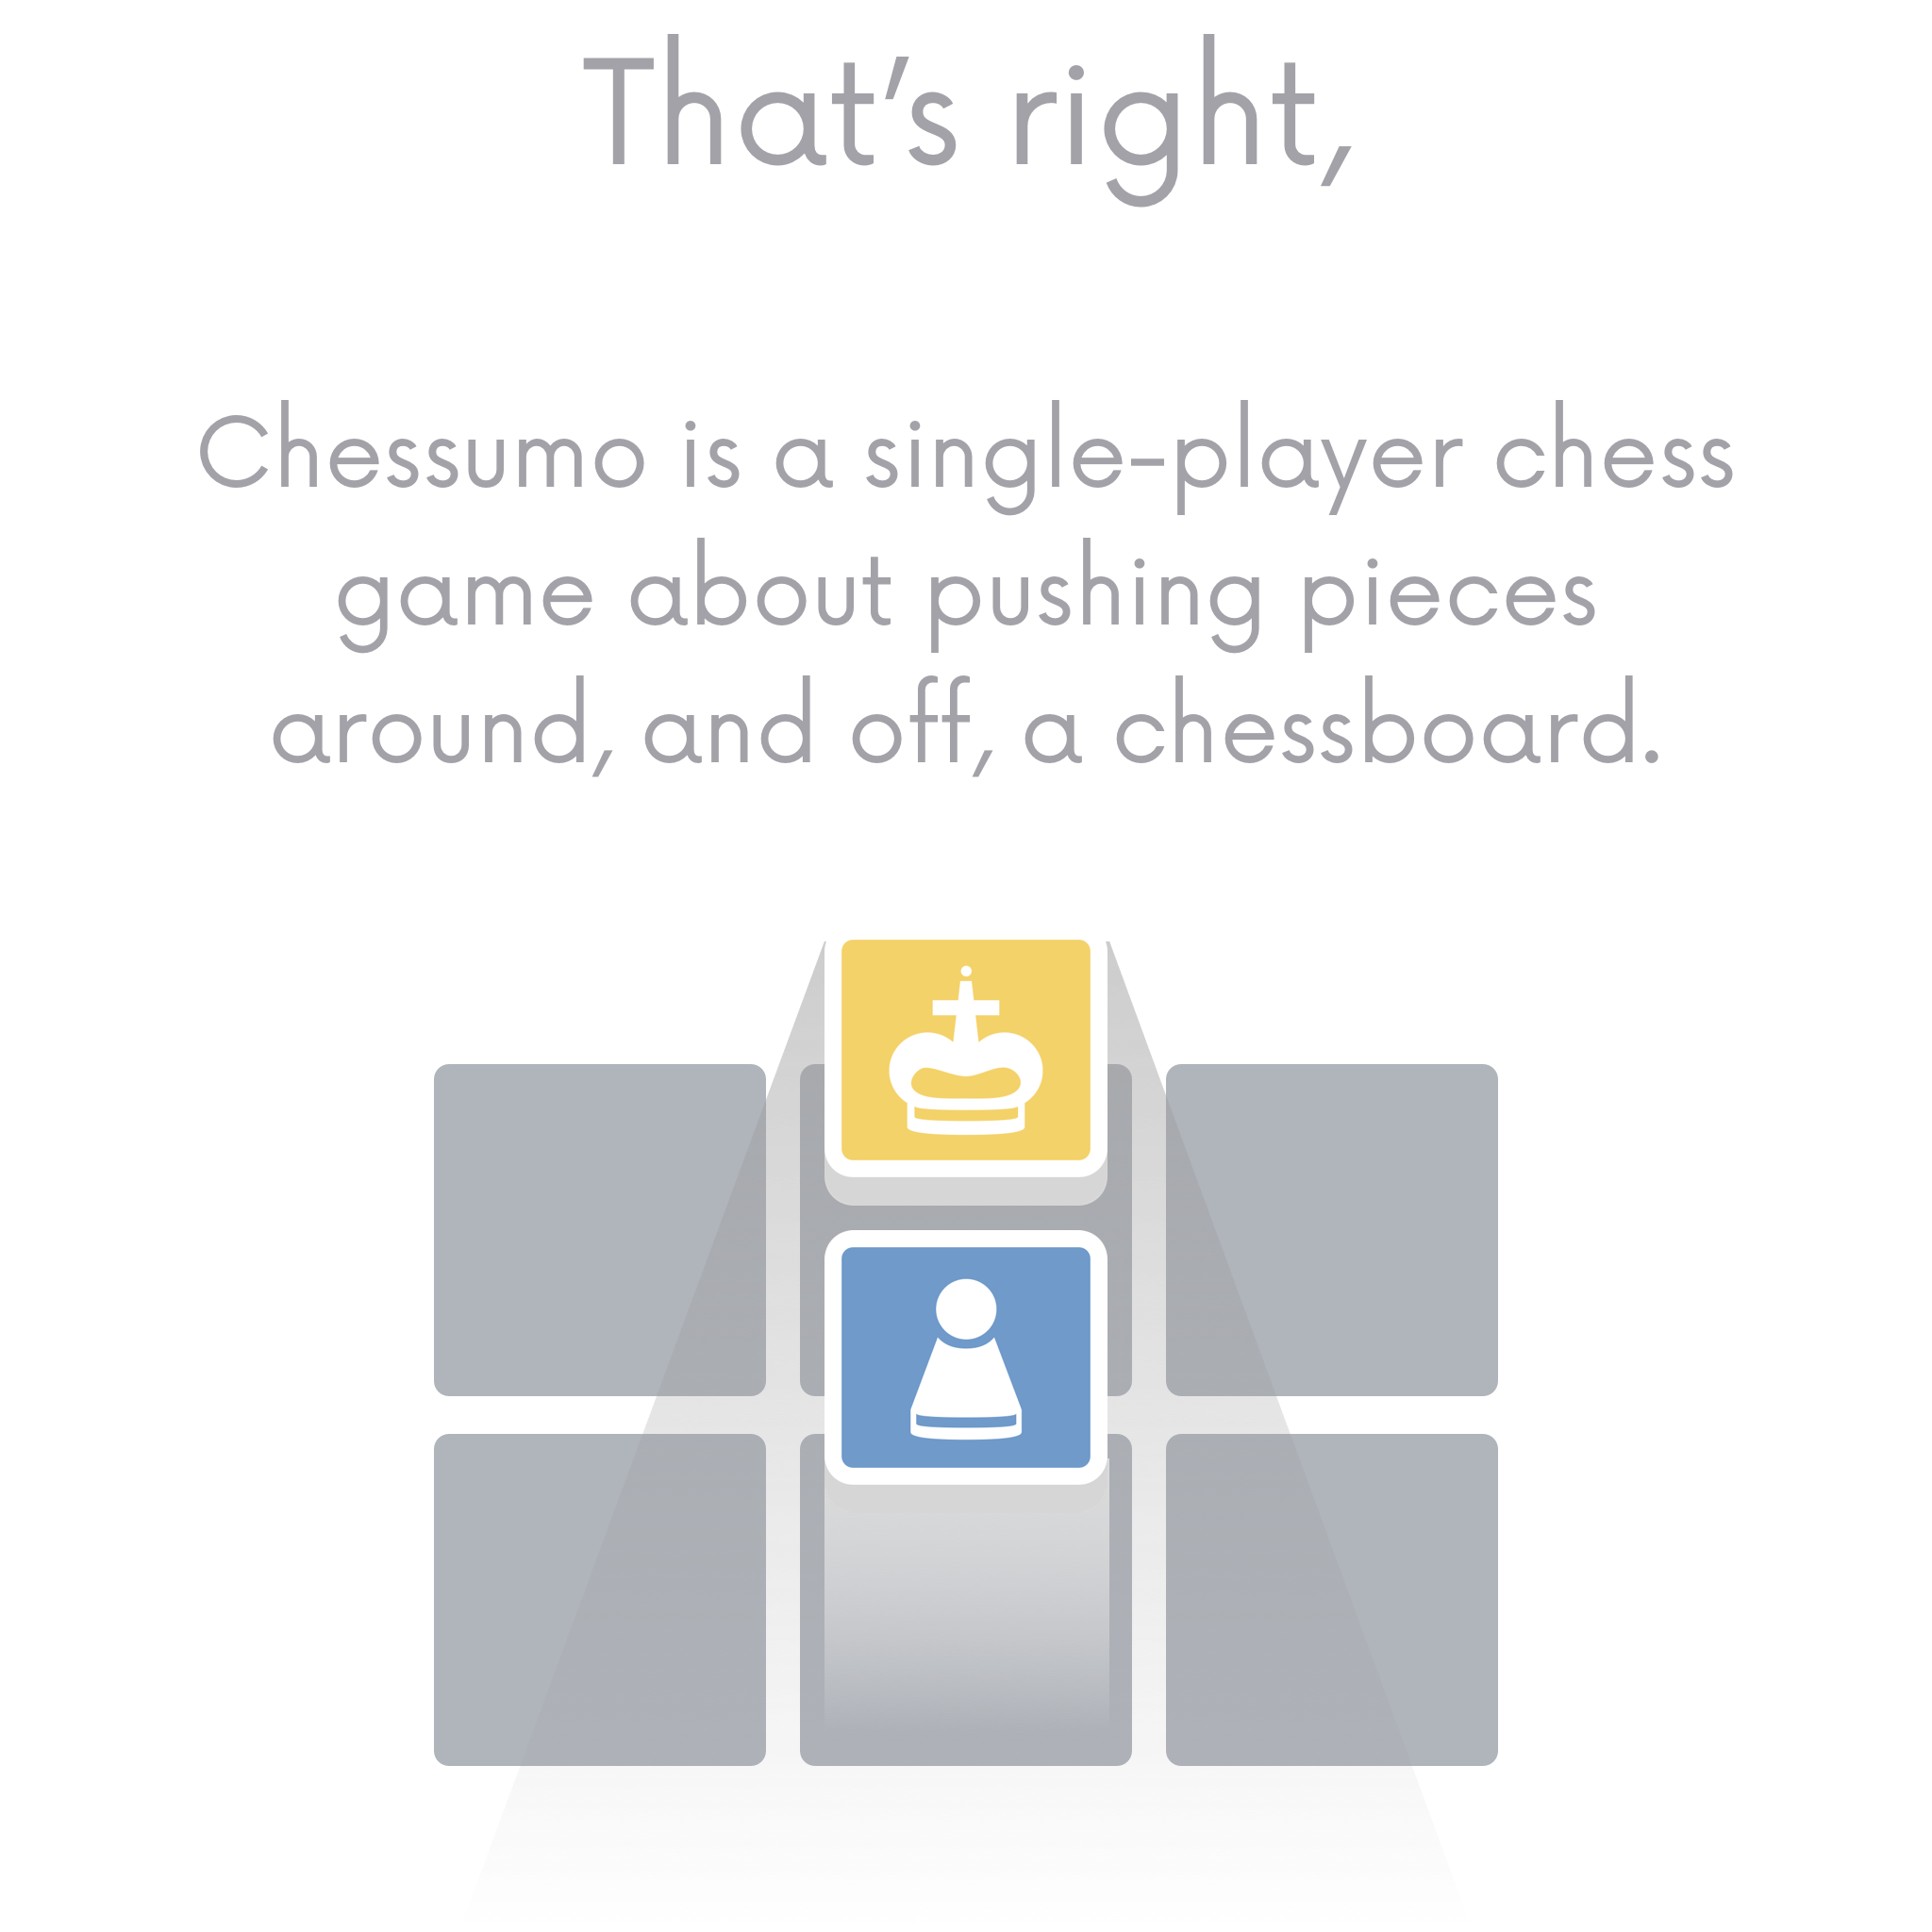 That's right,
Chessumo is a single-player chess
game about pushing pieces
around, and off, a chessboard.